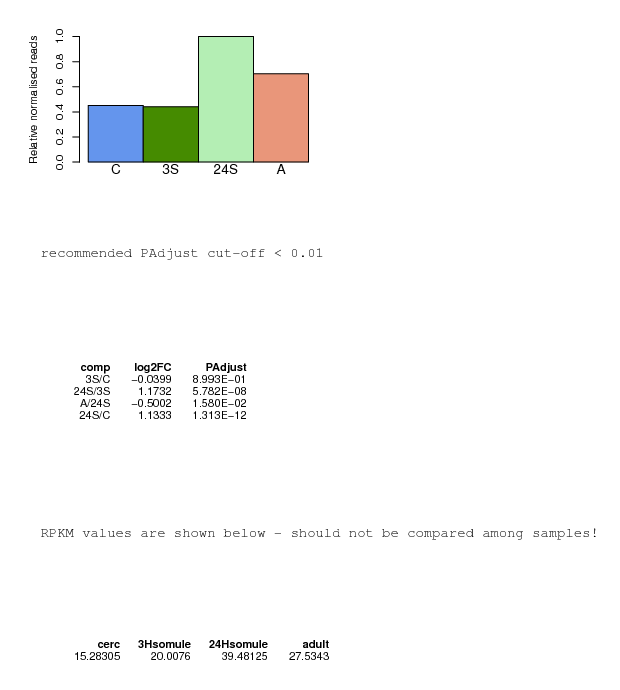 Relative normalised reads
1.0
0.8
0.6
0.4
0.2
0.0
C 3S 24S A
recommended PAdjust cut-off < 0.01
comp log2FC PAdjust
3S/C −0.0399 8.993E−01
24S/3S 1.1732 5.782E−08
A/24S −0.5002 1.580E−02
24S/C 1.1333 1.313E−12
RPKM values are shown below - should not be compared among samples!
cerc 3Hsomule 24Hsomule adult
15.28305 20.0076 39.48125 27.5343